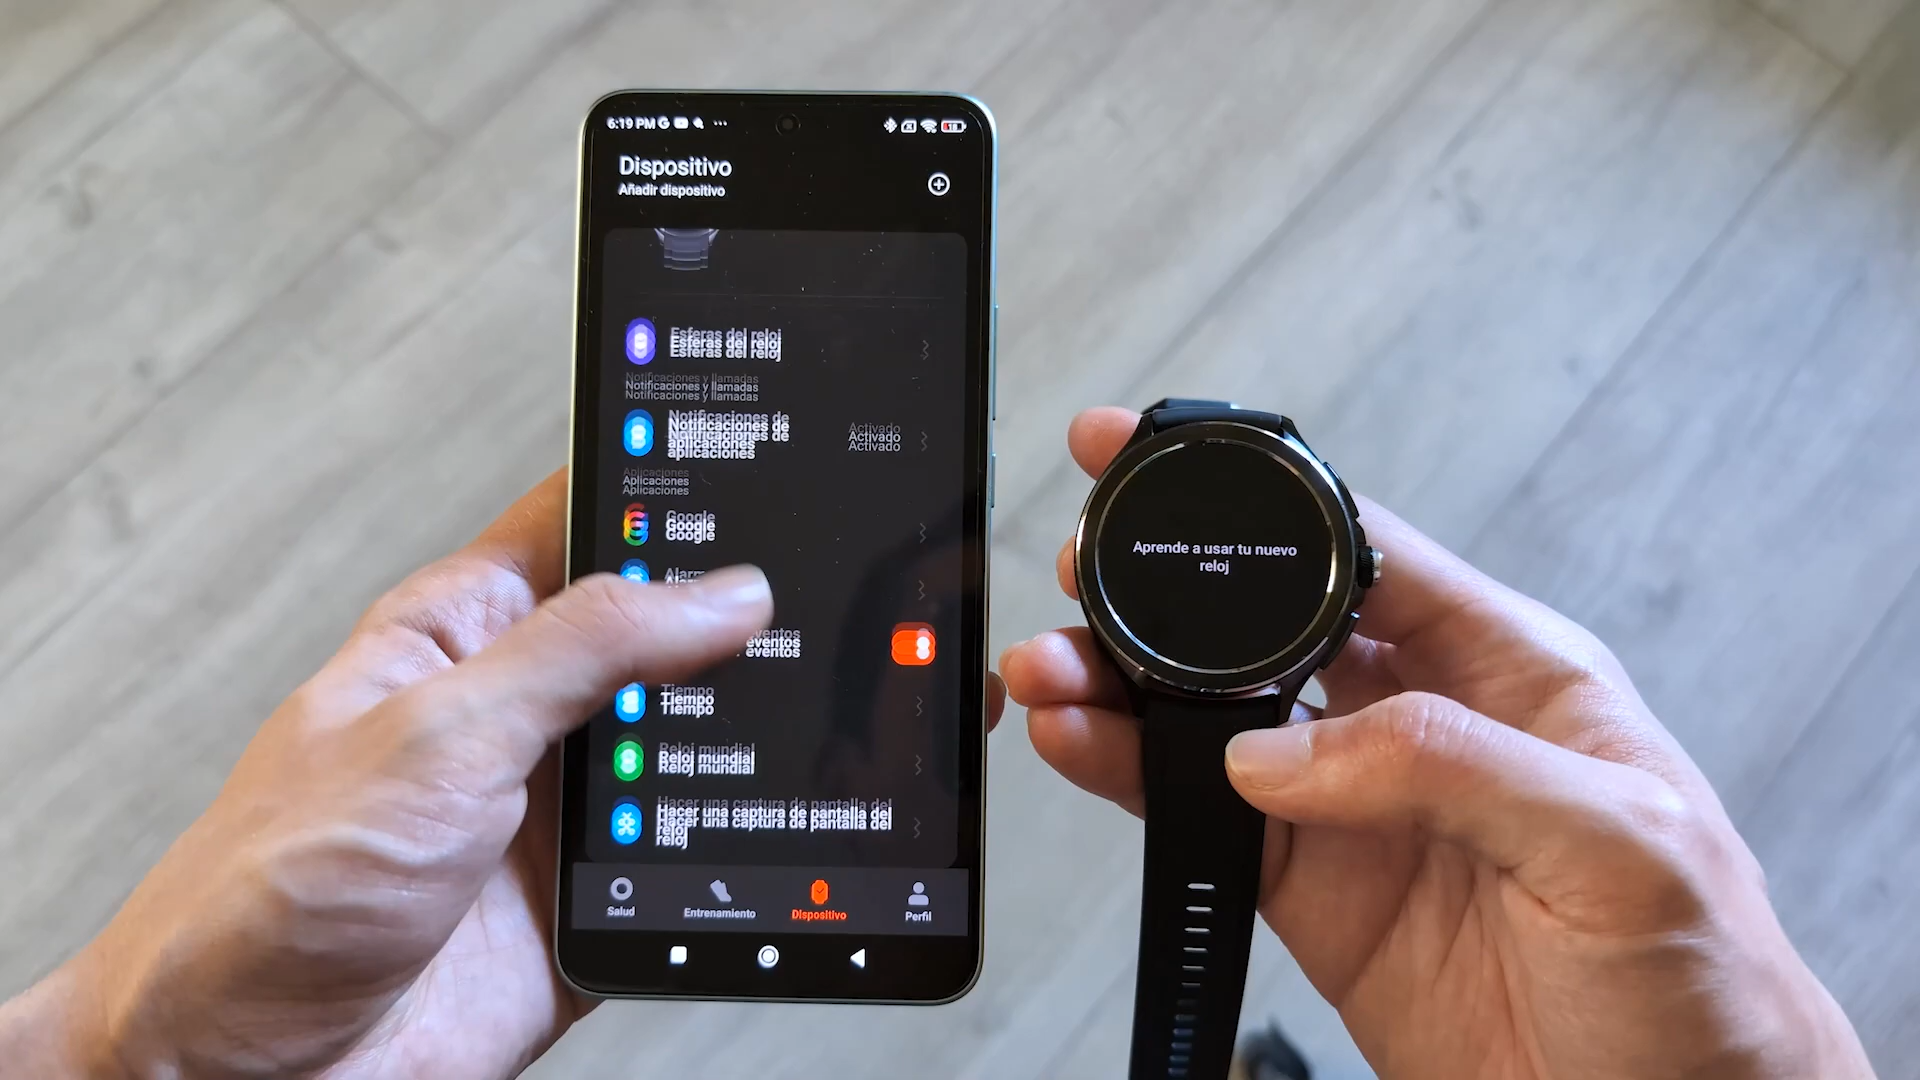 6:19 PM
Dispositivo
Añadir dispositivo
Esferas del reloj
Notificaciones y llamadas
Notificaciones de
aplicaciones
Activado
Aplicaciones
Google
Alarm
eventos
Tiempo
Reloj mundial
Hacer una captura de pantalla del
reloj
Salud
Entrenamiento
Dispositivo
Perfil
Aprende a usar tu nuevo
reloj